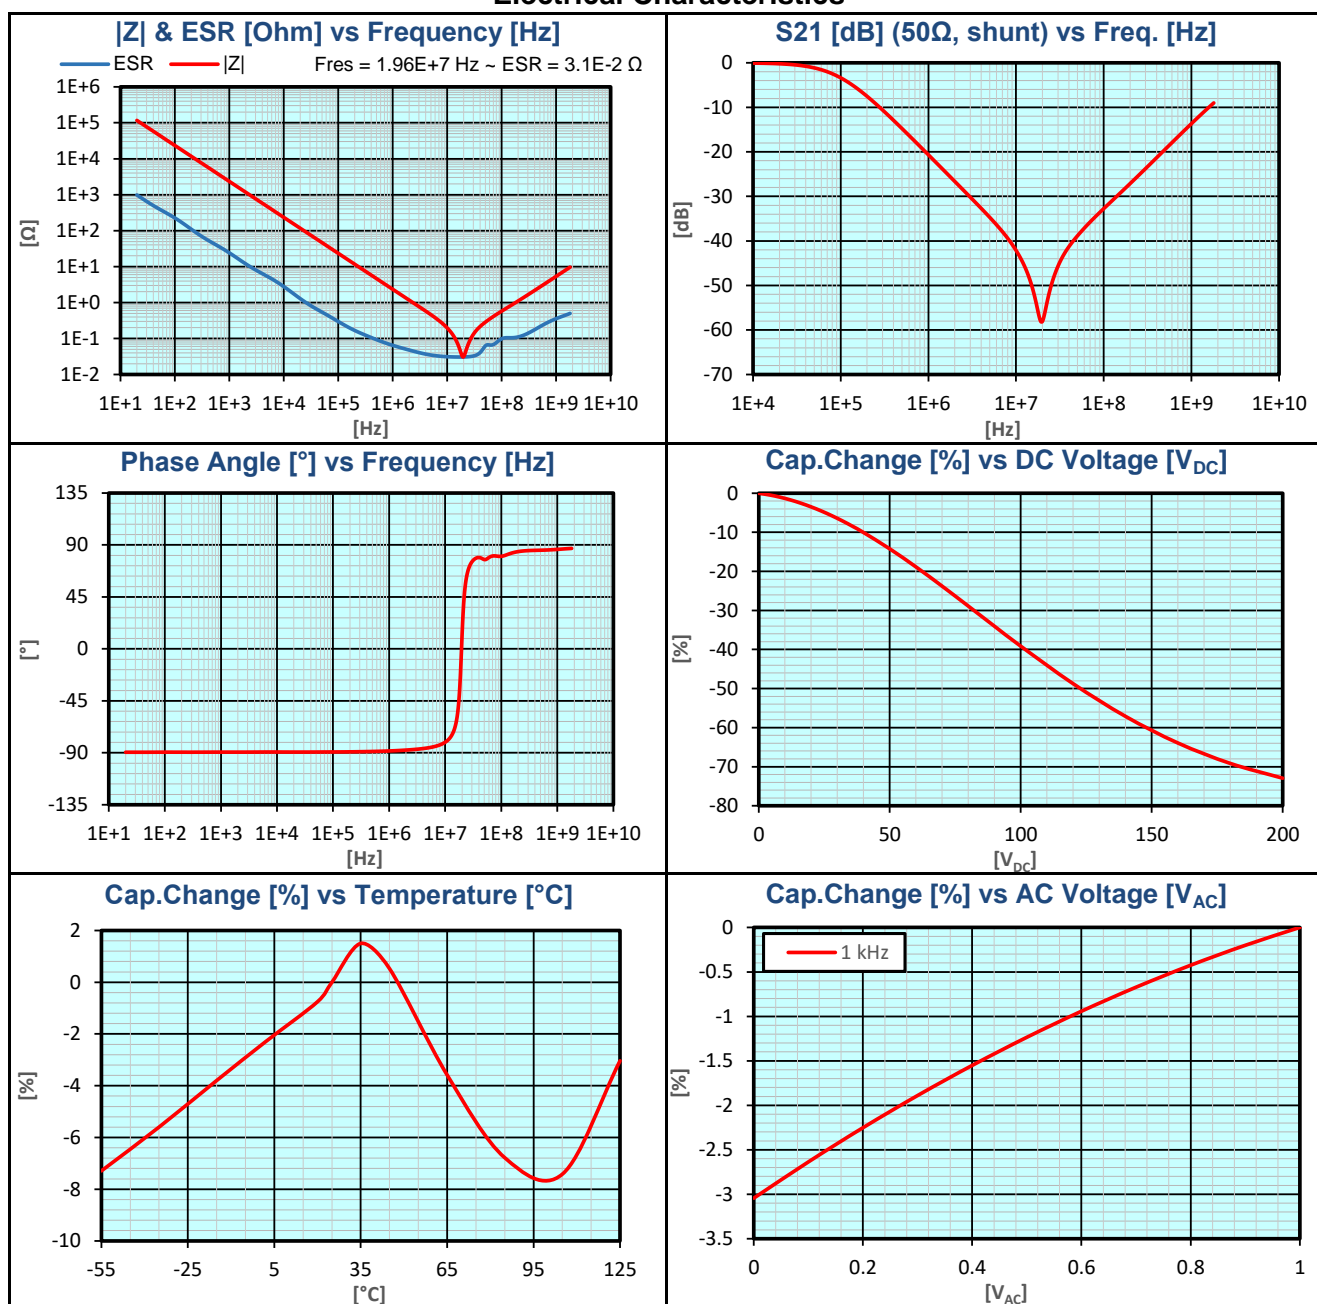 Electrical Characteristics
|Z| & ESR [Ohm] vs Frequency [Hz]
ESR |Z| Fres = 1.96E+7 Hz ~ ESR = 3.1E-2 Ω
1E+6
1E+5
1E+4
1E+3
1E+2
1E+1
1E+0
1E-1
1E-2
[Ω]
1E+1 1E+2 1E+3 1E+4 1E+5 1E+6 1E+7 1E+8 1E+9 1E+10
[Hz]
S21 [dB] (50Ω, shunt) vs Freq. [Hz]
0
-10
-20
-30
-40
-50
-60
-70
[dB]
1E+4 1E+5 1E+6 1E+7 1E+8 1E+9 1E+10
[Hz]
Phase Angle [°] vs Frequency [Hz]
135
90
45
0
-45
-90
-135
[°]
1E+1 1E+2 1E+3 1E+4 1E+5 1E+6 1E+7 1E+8 1E+9 1E+10
[Hz]
Cap.Change [%] vs DC Voltage [VDC]
0
-10
-20
-30
-40
-50
-60
-70
-80
[%]
0 50 100 150 200
[VDC]
Cap.Change [%] vs Temperature [°C]
2
0
-2
-4
-6
-8
-10
[%]
-55 -25 5 35 65 95 125
[°C]
Cap.Change [%] vs AC Voltage [VAC]
1 kHz
0
-0.5
-1
-1.5
-2
-2.5
-3
-3.5
[%]
0 0.2 0.4 0.6 0.8 1
[VAC]